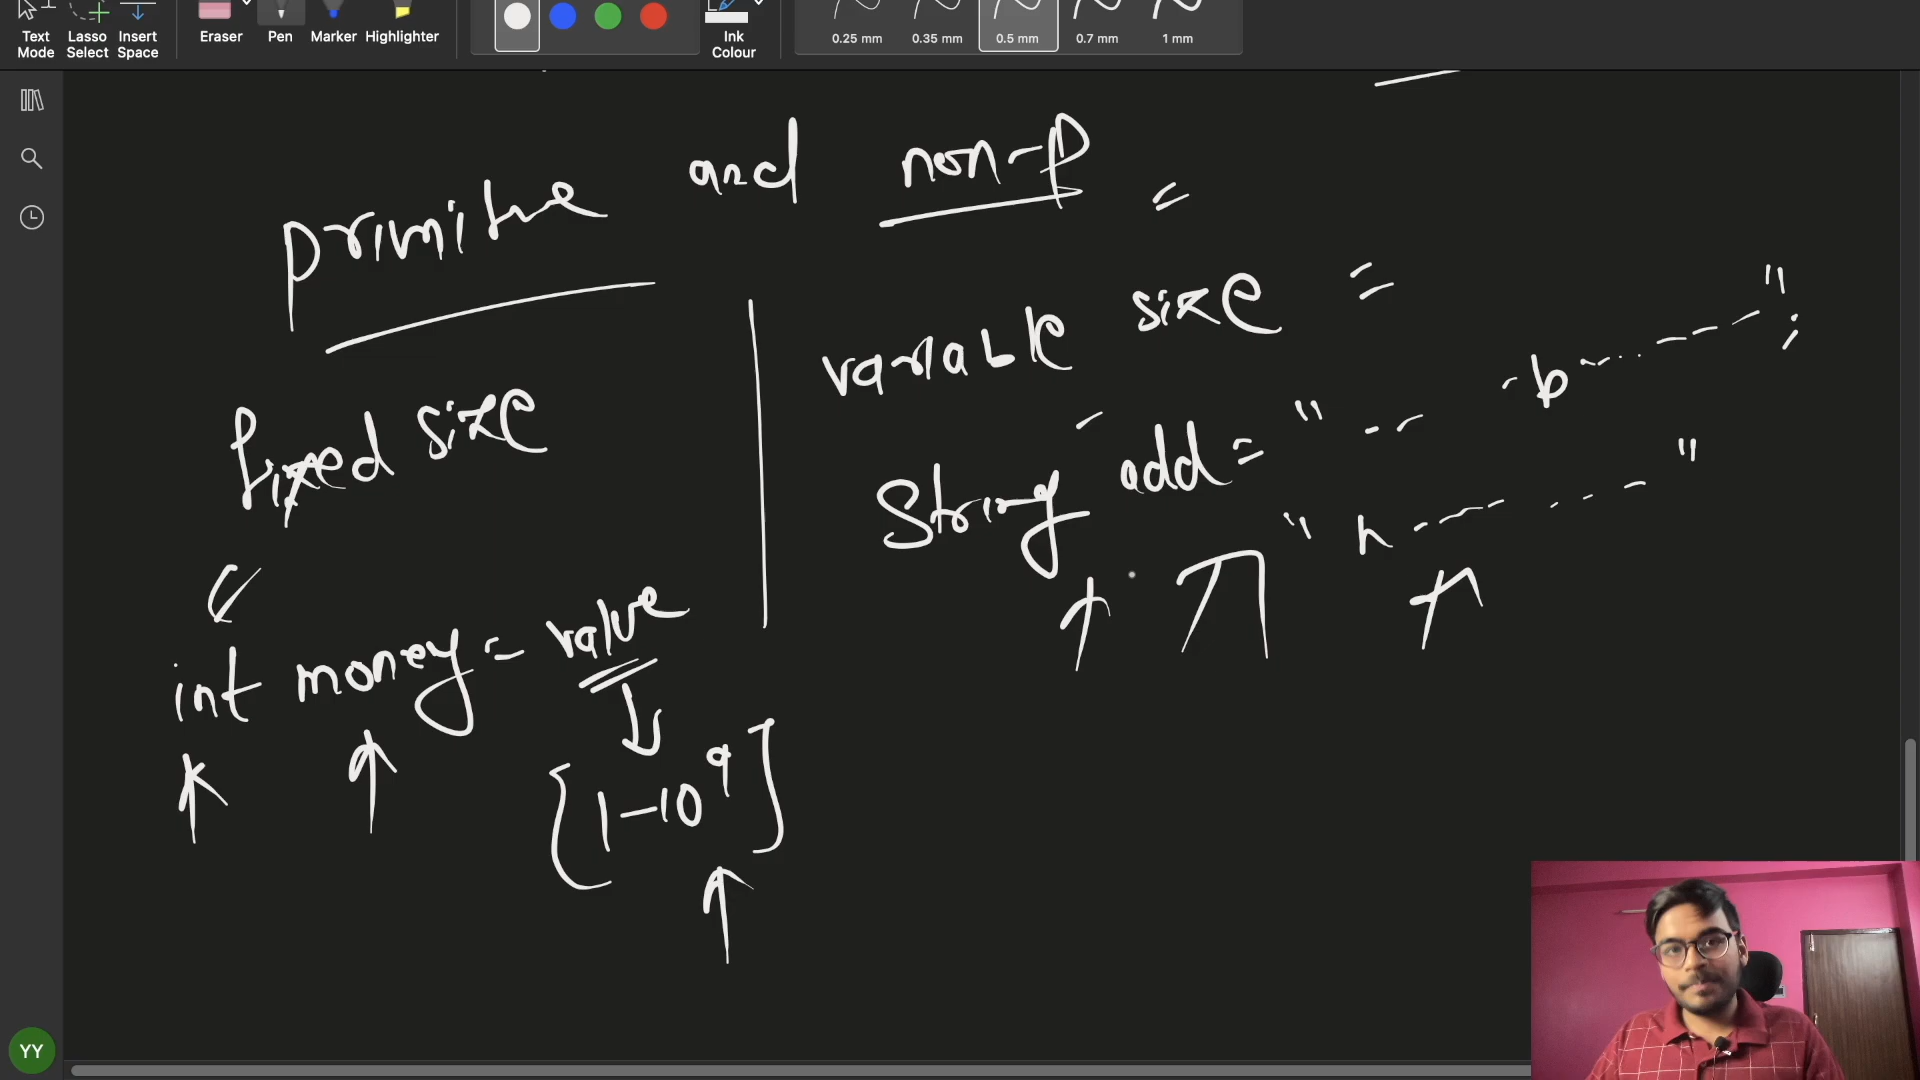 Text Mode
Lasso Select
Insert Space
Eraser
Pen
Marker
Highlighter
Ink Colour
0.25 mm
0.35 mm
0.5 mm
0.7 mm
1 mm
primitive and non-p =
fixed size
variable size =
String add = " -- -b------- " ;
" h------- "
int money = value
[1-10^9]
YY